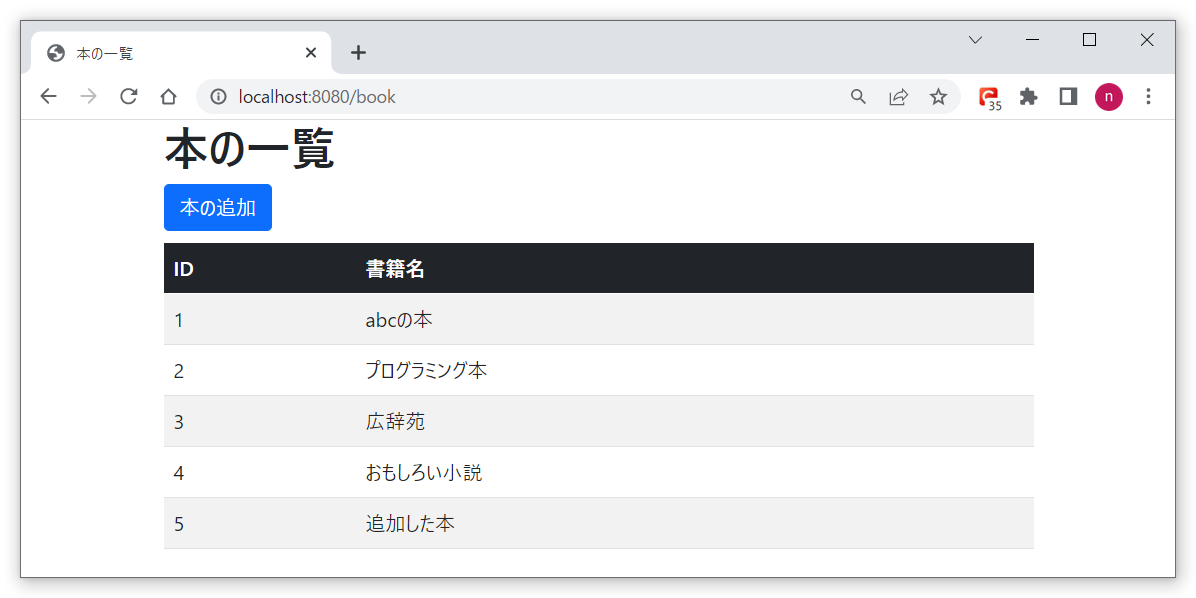 本の一覧
localhost:8080/book
35
n
本の一覧
本の追加
ID 書籍名
1 abcの本
2 プログラミング本
3 広辞苑
4 おもしろい小説
5 追加した本